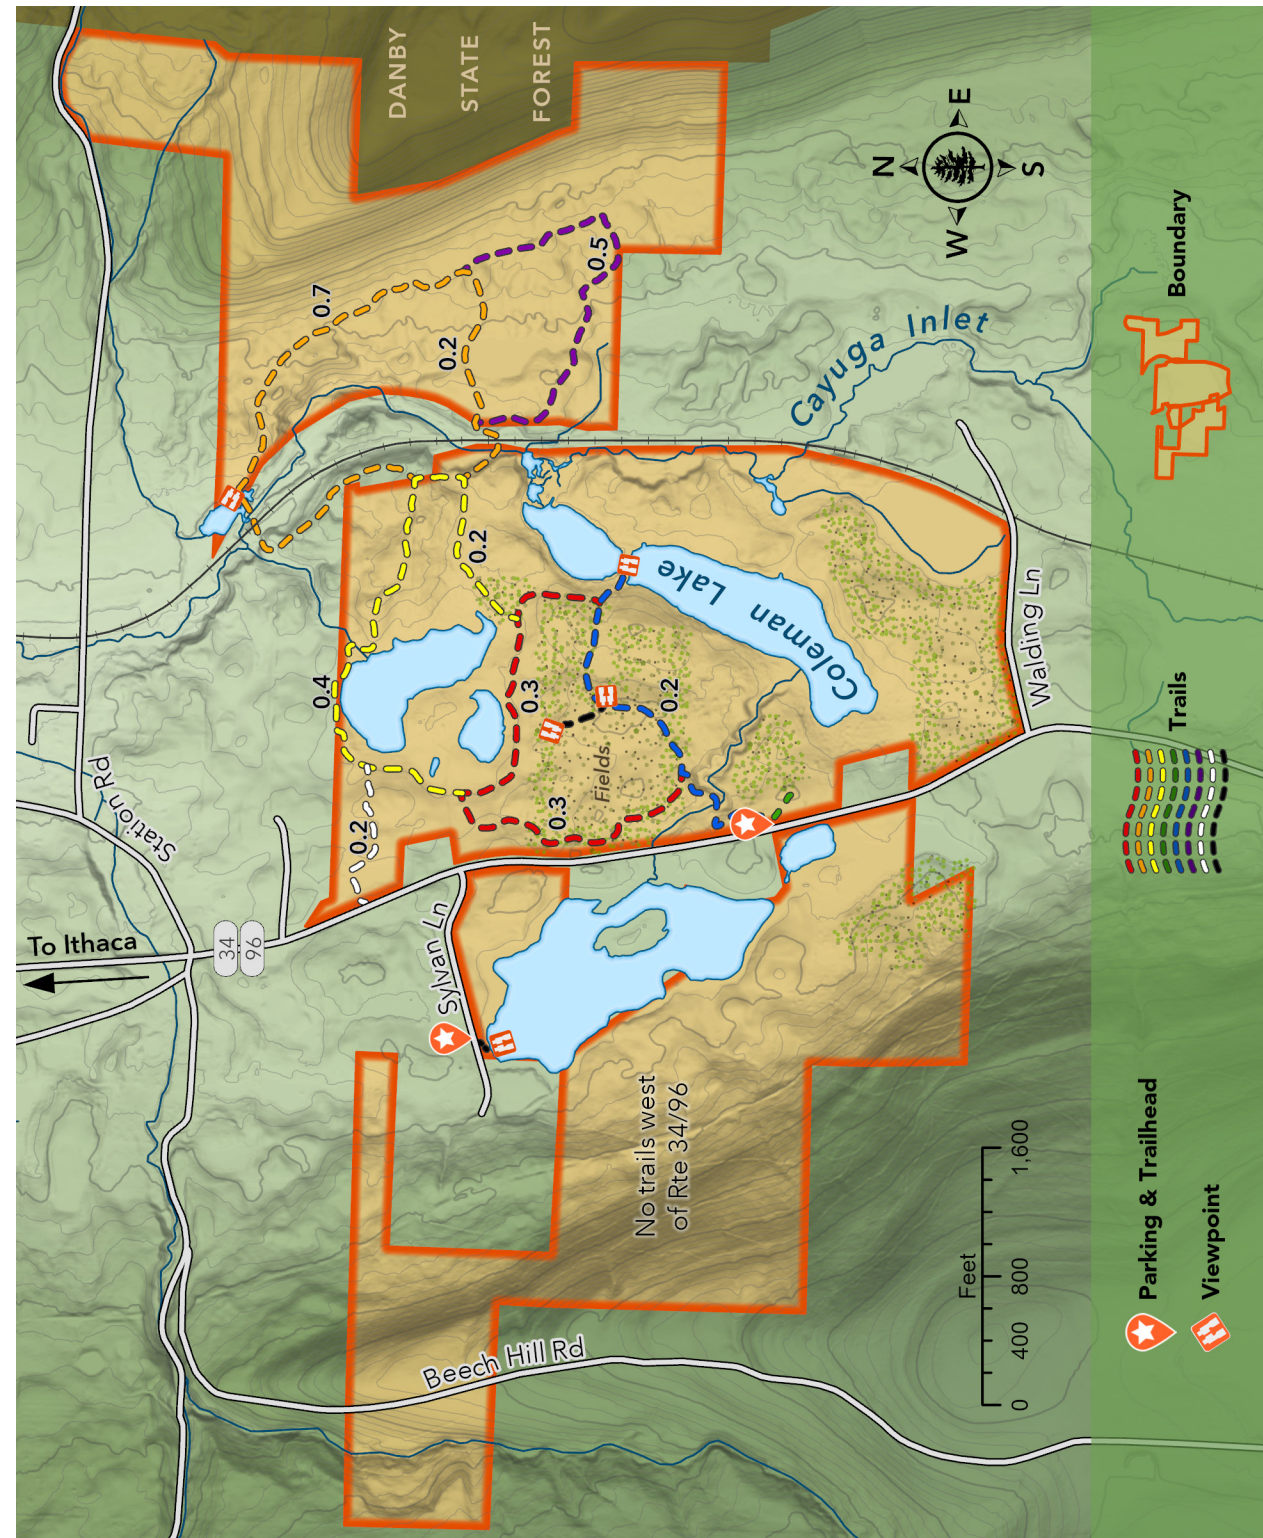 DANBY
STATE
FOREST
N
E
S
W
0.7
0.2
0.5
0.2
0.4
0.3
0.2
0.3
0.2
Fields
Coleman Lake
Cayuga Inlet
Walding Ln
Station Rd
To Ithaca
34
96
Sylvan Ln
No trails west
of Rte 34/96
Beech Hill Rd
Feet
0
400
800
1,600
Parking & Trailhead
Viewpoint
Trails
Boundary